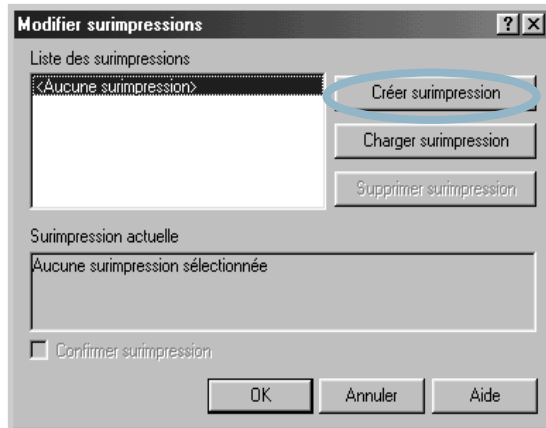 Modifier surimpressions
Liste des surimpressions
<Aucune surimpression>
Créer surimpression
Charger surimpression
Supprimer surimpression
Surimpression actuelle
Aucune surimpression sélectionnée
Confirmer surimpression
OK Annuler Aide